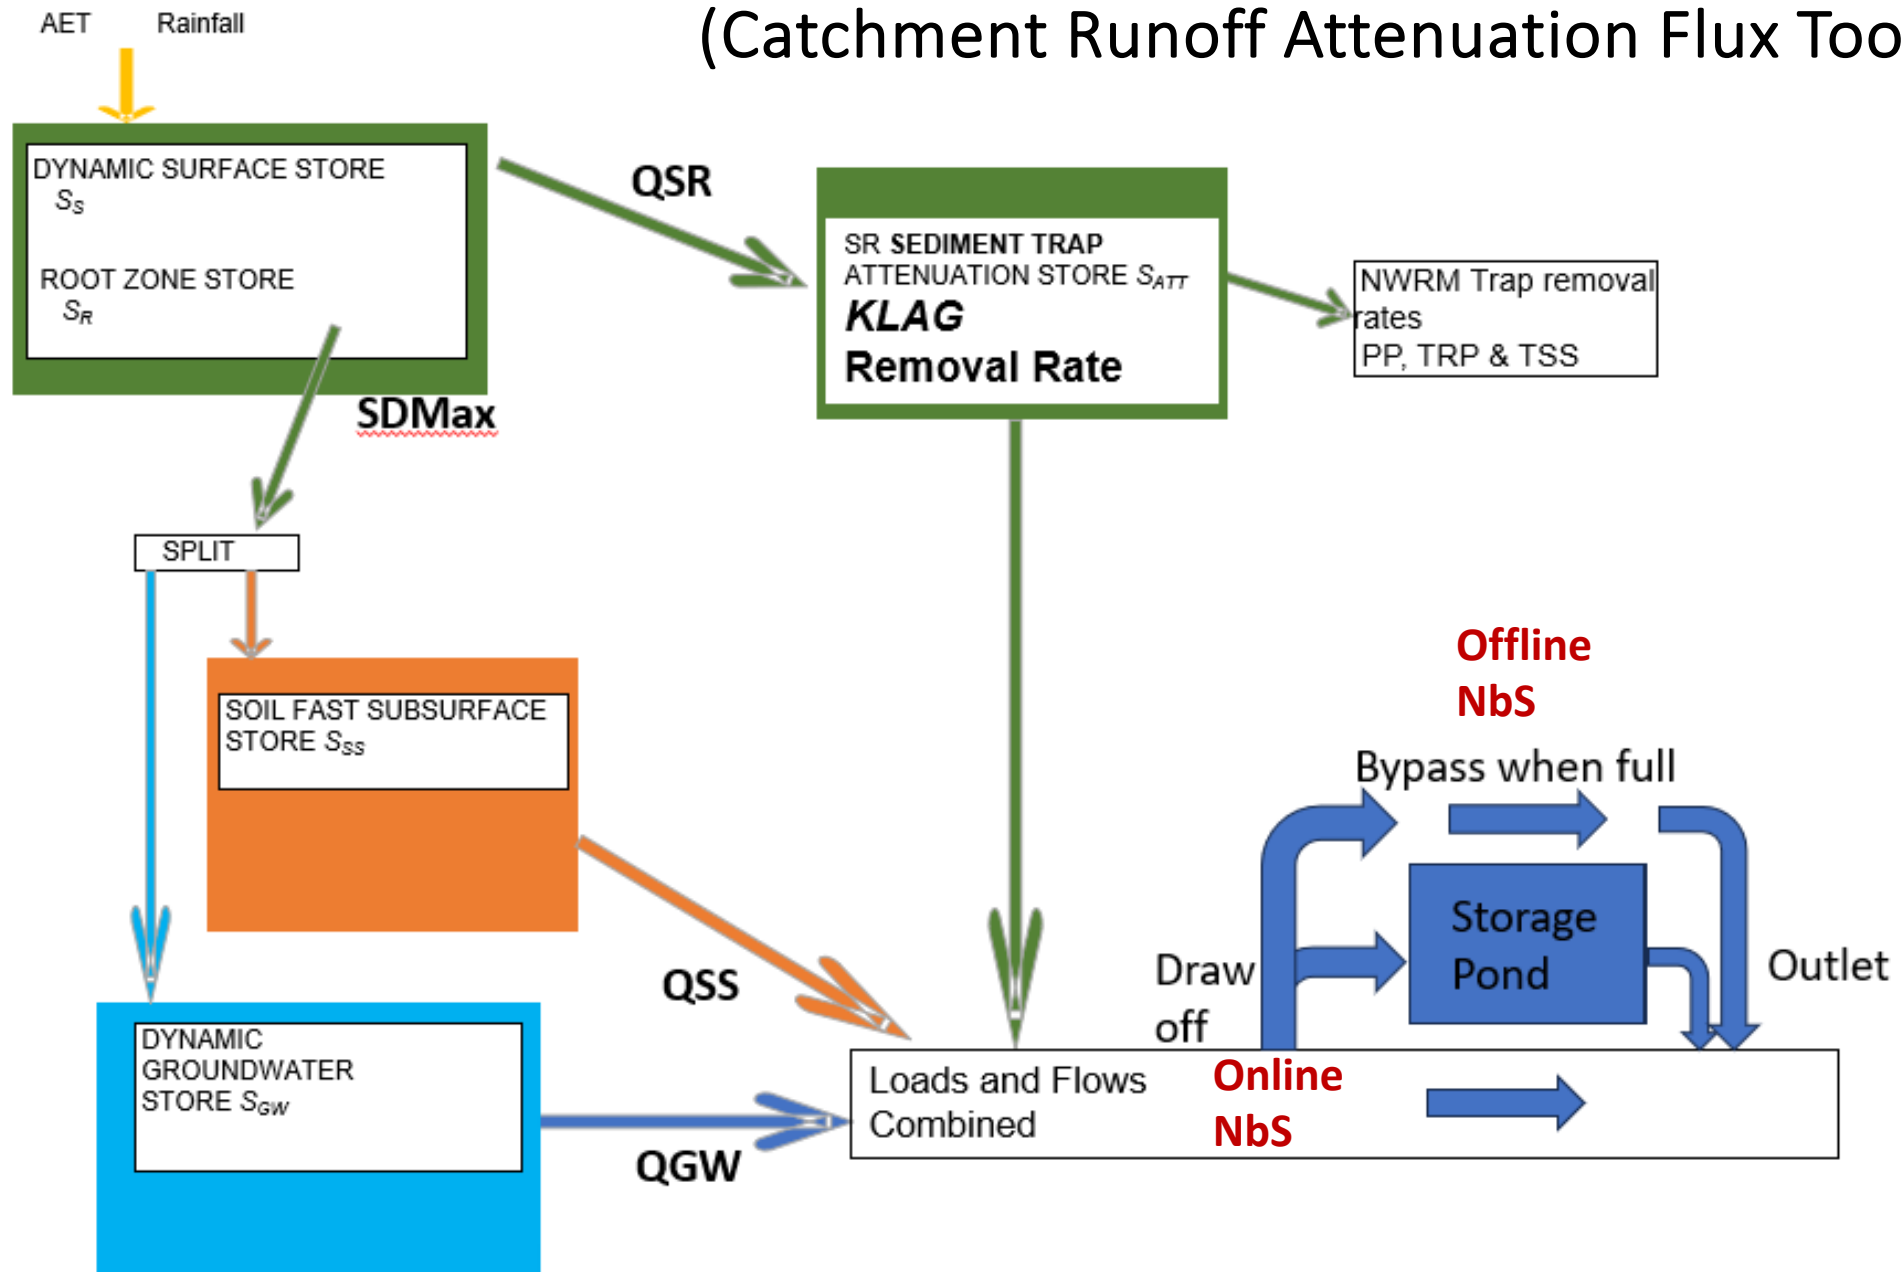 (Catchment Runoff Attenuation Flux Too
AET Rainfall
DYNAMIC SURFACE STORE
SS
ROOT ZONE STORE
SR
QSR
SR SEDIMENT TRAP
ATTENUATION STORE SATT
KLAG
Removal Rate
NWRM Trap removal
rates
PP, TRP & TSS
SDMax
SPLIT
SOIL FAST SUBSURFACE
STORE SSS
Offline
NbS
Bypass when full
Storage
Pond
Draw
off
Outlet
QSS
DYNAMIC
GROUNDWATER
STORE SGW
QGW
Loads and Flows
Combined
Online
NbS